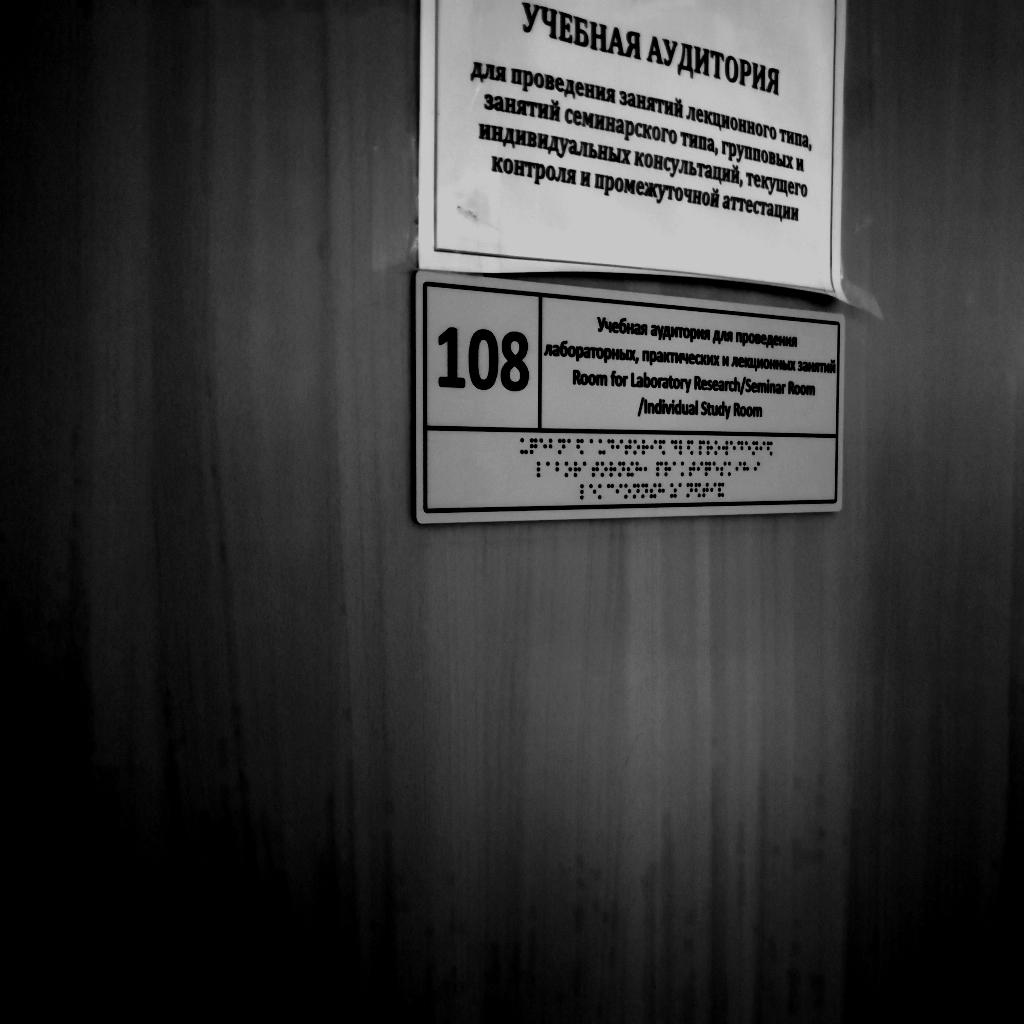 УЧЕБНАЯ АУДИТОРИЯ
для проведения занятий лекционного типа,
занятий семинарского типа, групповых и
индивидуальных консультаций, текущего
контроля и промежуточной аттестации
108
Учебная аудитория для проведения
лабораторных, практических и лекционных занятий
Room for Laboratory Research/Seminar Room
/Individual Study Room